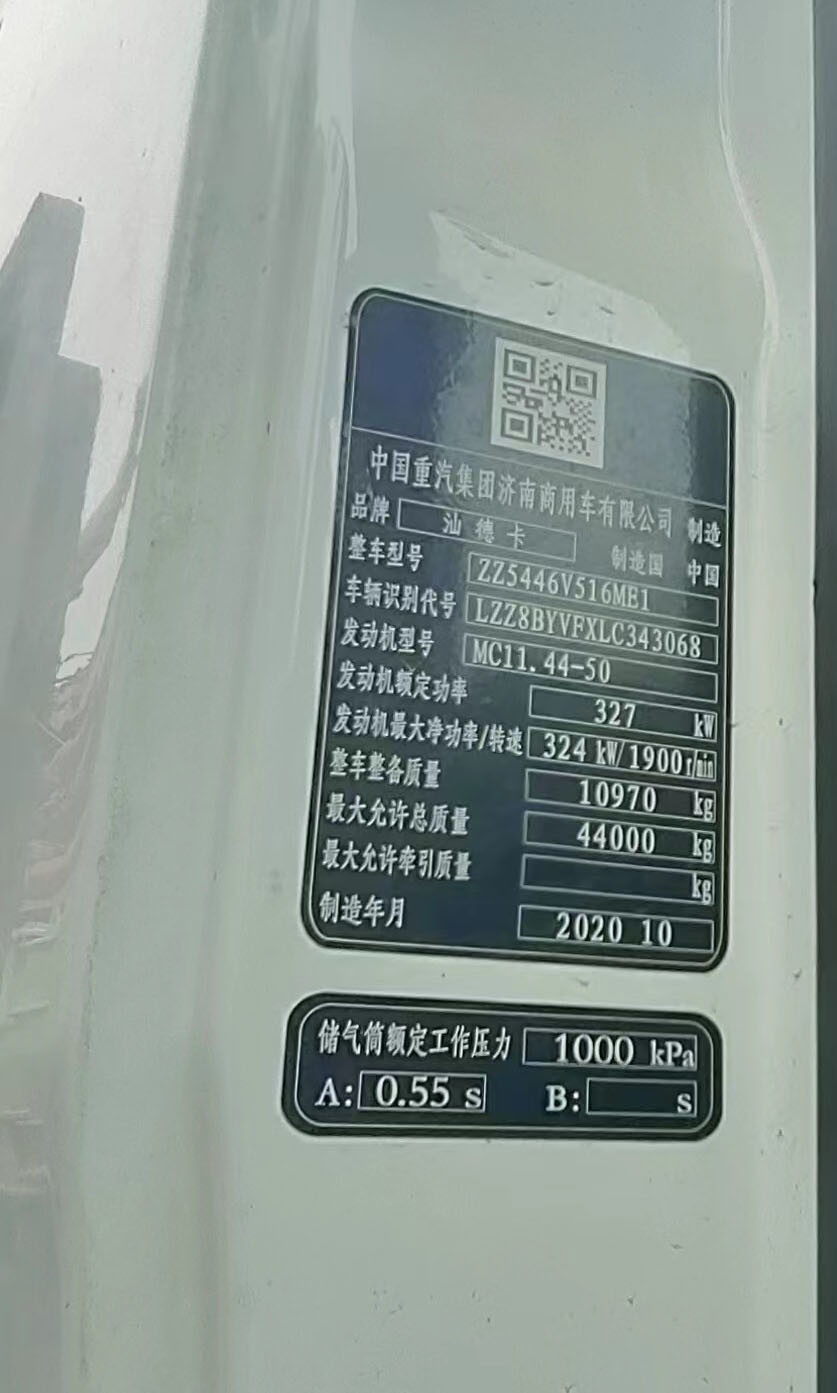 中国重汽集团济南商用车有限公司 制造
品牌 汕德卡 制造国 中国
整车型号 ZZ5446V516ME1
车辆识别代号 LZZ8BYVFXLC343068
发动机型号 MC11.44-50
发动机额定功率 327 kW
发动机最大净功率/转速 324 kW/1900r/min
整车整备质量 10970 kg
最大允许总质量 44000 kg
最大允许牵引质量 kg
制造年月 2020 10
储气筒额定工作压力 1000 kPa
A: 0.55 s B: s